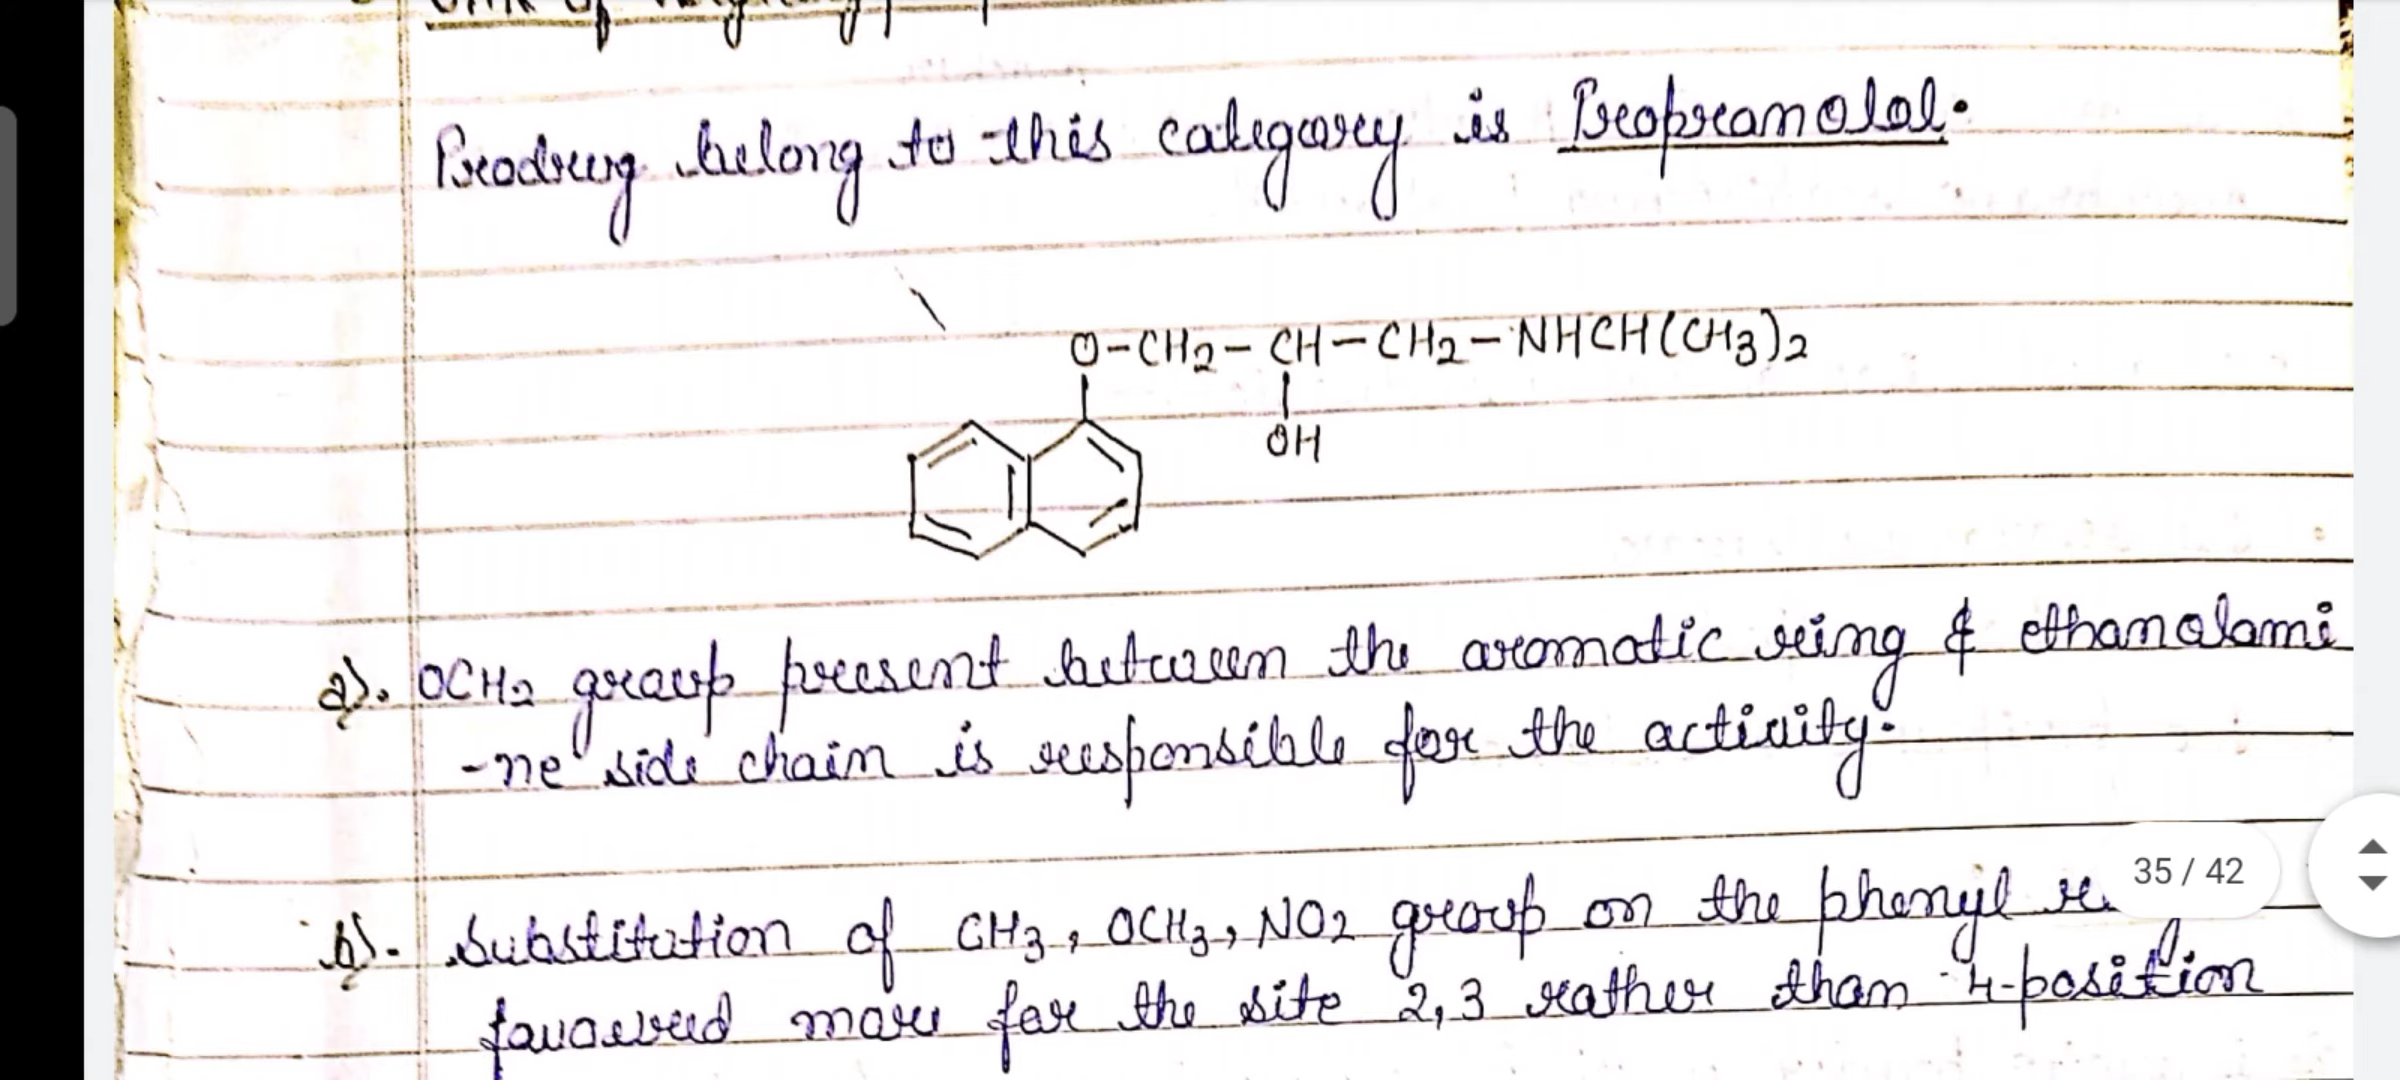 Prodrug belong to this category is Propranolol.
O-CH2-CH-CH2-NHCH(CH3)2
OH
a). OCH2 group present between the aromatic ring & ethanolami
-ne side chain is responsible for the activity.
b). Substitution of CH3, OCH3, NO2 group on the phenyl
35 / 42
favoured more for the site 2,3 rather than 4-position